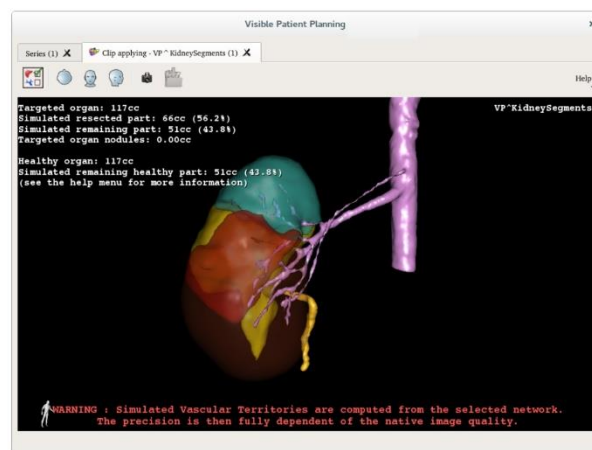 Visible Patient Planning
Series (1) X
Clip applying - VP^KidneySegments (1) X
Help
Targeted organ: 117cc
Simulated resected part: 66cc (56.2%)
Simulated remaining part: 51cc (43.8%)
Targeted organ nodules: 0.00cc
VP^KidneySegments
Healthy organ: 117cc
Simulated remaining healthy part: 51cc (43.8%)
(see the help menu for more information)
WARNING : Simulated Vascular Territories are computed from the selected network.
The precision is then fully dependent of the native image quality.